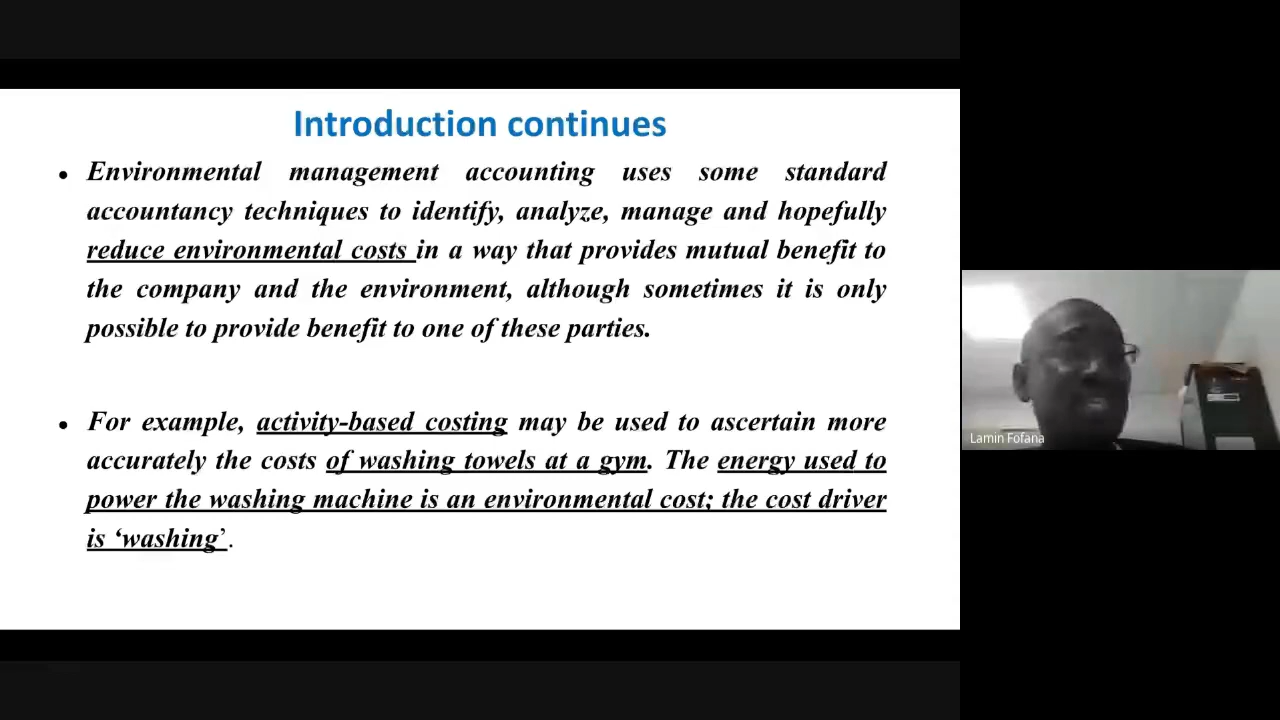 Introduction continues
• Environmental management accounting uses some standard
accountancy techniques to identify, analyze, manage and hopefully
reduce environmental costs in a way that provides mutual benefit to
the company and the environment, although sometimes it is only
possible to provide benefit to one of these parties.
• For example, activity-based costing may be used to ascertain more
accurately the costs of washing towels at a gym. The energy used to
power the washing machine is an environmental cost; the cost driver
is ‘washing’.
Lamin Fofana